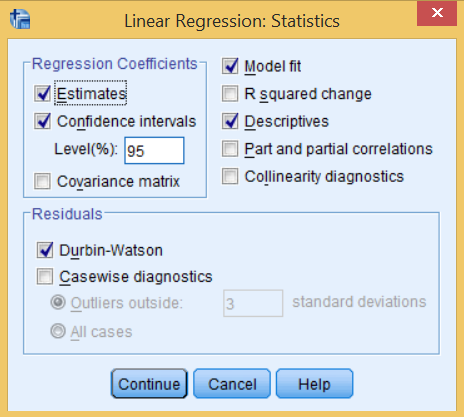 Linear Regression: Statistics
Regression Coefficients
Estimates
Confidence intervals
Level(%): 95
Covariance matrix
Model fit
R squared change
Descriptives
Part and partial correlations
Collinearity diagnostics
Residuals
Durbin-Watson
Casewise diagnostics
Outliers outside: 3 standard deviations
All cases
Continue Cancel Help